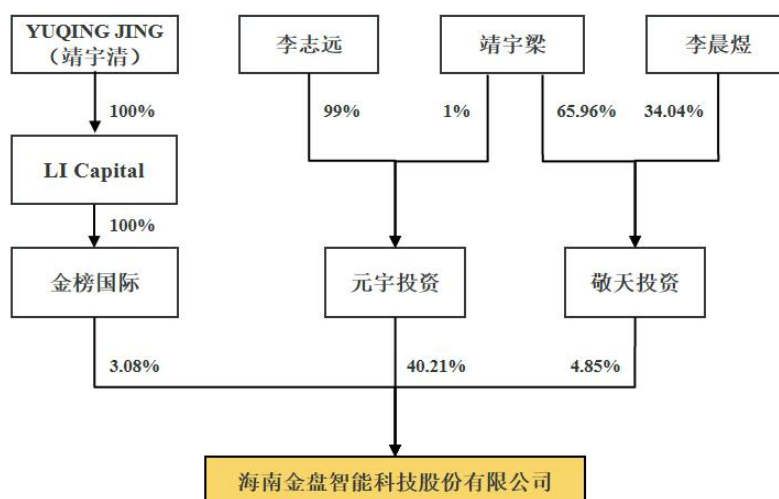 YUQING JING
（靖宇清）
李志远
靖宇梁
李晨煜
100%
99%
1%
65.96%
34.04%
LI Capital
100%
金榜国际
元宇投资
敬天投资
3.08%
40.21%
4.85%
海南金盘智能科技股份有限公司